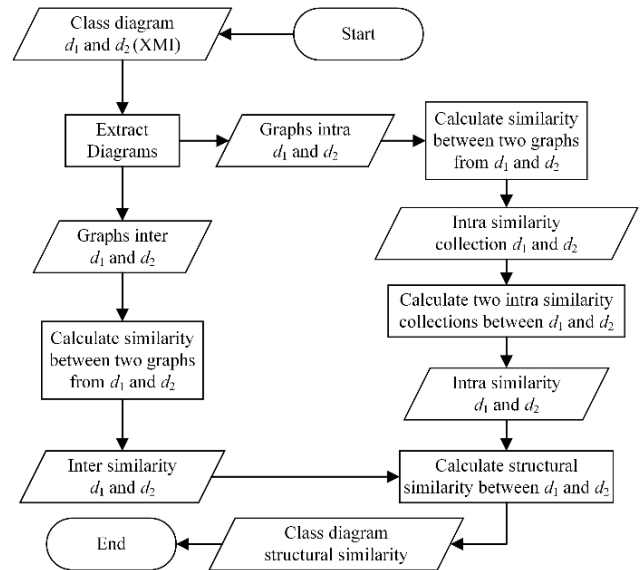 Class diagram
d1 and d2 (XMI)
Start
Extract
Diagrams
Graphs intra
d1 and d2
Calculate similarity
between two graphs
from d1 and d2
Graphs inter
d1 and d2
Intra similarity
collection d1 and d2
Calculate two intra similarity
collections between d1 and d2
Calculate similarity
between two graphs
from d1 and d2
Intra similarity
d1 and d2
Inter similarity
d1 and d2
Calculate structural
similarity between d1 and d2
End
Class diagram
structural similarity